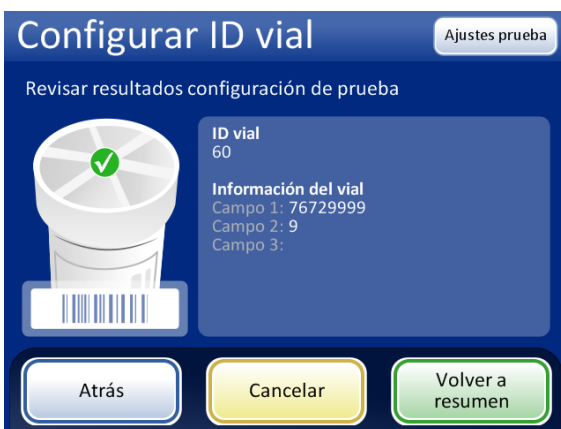 Configurar ID vial
Ajustes prueba
Revisar resultados configuración de prueba
ID vial
60
Información del vial
Campo 1: 76729999
Campo 2: 9
Campo 3:
Atrás
Cancelar
Volver a
resumen